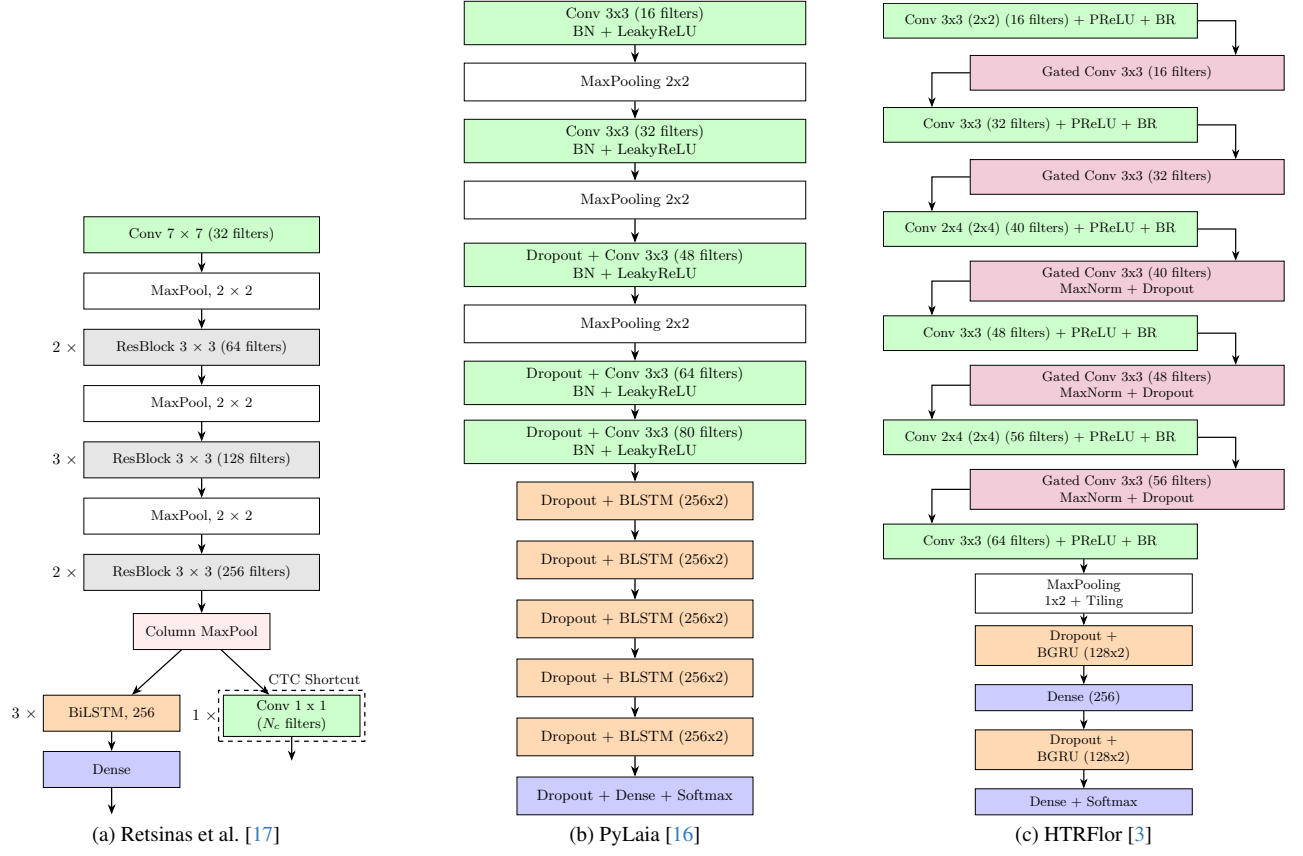 Conv 7 × 7 (32 filters)
MaxPool, 2 × 2
2 ×
ResBlock 3 × 3 (64 filters)
MaxPool, 2 × 2
3 ×
ResBlock 3 × 3 (128 filters)
MaxPool, 2 × 2
2 ×
ResBlock 3 × 3 (256 filters)
Column MaxPool
CTC Shortcut
3 ×
BiLSTM, 256
1 ×
Conv 1 x 1
(N_c filters)
Dense
(a) Retsinas et al. [17]
Conv 3x3 (16 filters)
BN + LeakyReLU
MaxPooling 2x2
Conv 3x3 (32 filters)
BN + LeakyReLU
MaxPooling 2x2
Dropout + Conv 3x3 (48 filters)
BN + LeakyReLU
MaxPooling 2x2
Dropout + Conv 3x3 (64 filters)
BN + LeakyReLU
Dropout + Conv 3x3 (80 filters)
BN + LeakyReLU
Dropout + BLSTM (256x2)
Dropout + BLSTM (256x2)
Dropout + BLSTM (256x2)
Dropout + BLSTM (256x2)
Dropout + BLSTM (256x2)
Dropout + Dense + Softmax
(b) PyLaia [16]
Conv 3x3 (2x2) (16 filters) + PReLU + BR
Gated Conv 3x3 (16 filters)
Conv 3x3 (32 filters) + PReLU + BR
Gated Conv 3x3 (32 filters)
Conv 2x4 (2x4) (40 filters) + PReLU + BR
Gated Conv 3x3 (40 filters)
MaxNorm + Dropout
Conv 3x3 (48 filters) + PReLU + BR
Gated Conv 3x3 (48 filters)
MaxNorm + Dropout
Conv 2x4 (2x4) (56 filters) + PReLU + BR
Gated Conv 3x3 (56 filters)
MaxNorm + Dropout
Conv 3x3 (64 filters) + PReLU + BR
MaxPooling
1x2 + Tiling
Dropout +
BGRU (128x2)
Dense (256)
Dropout +
BGRU (128x2)
Dense + Softmax
(c) HTRFlor [3]